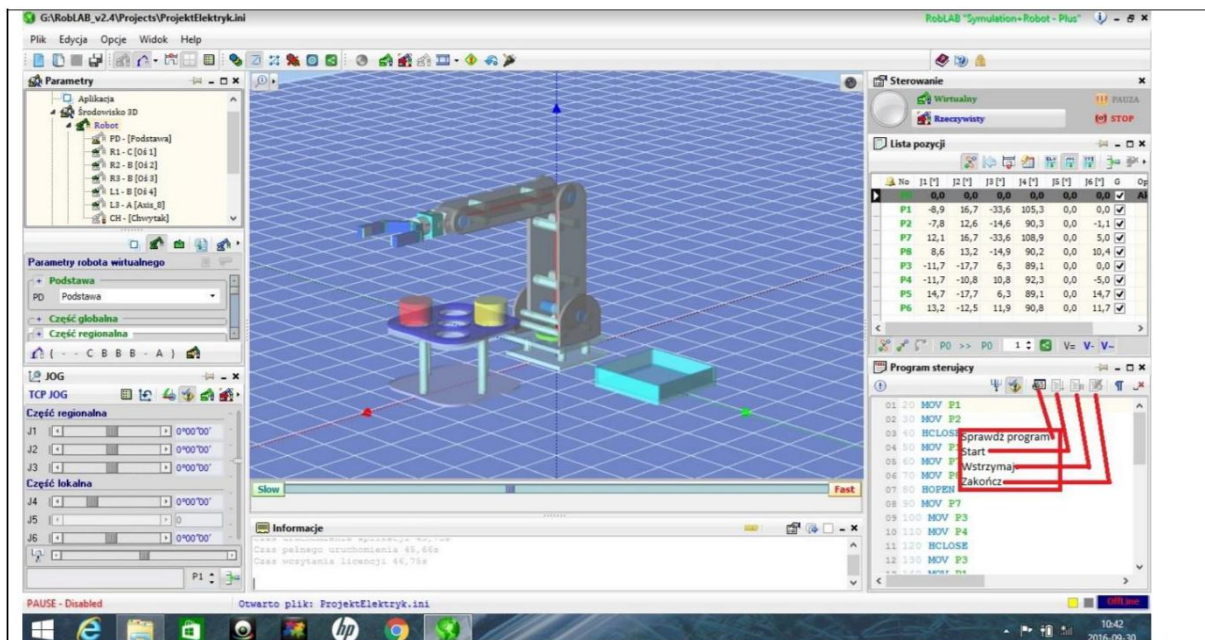 G:\RobLAB_v2.4\Projects\ProjektElektryk.ini
RobLAB "Symulation+Robot - Plus"
Plik Edycja Opcje Widok Help
Parametry
Aplikacja
Środowisko 3D
Robot
PD - [Podstawa]
R1 - C [Oś 1]
R2 - B [Oś 2]
R3 - B [Oś 3]
L1 - B [Oś 4]
L3 - A [Axis_8]
CH - [Chwytak]
Parametry robota wirtualnego
Podstawa
PD Podstawa
Część globalna
Część regionalna
( - - C B B B - A )
JOG
TCP JOG
Część regionalna
J1 0°00'00'
J2 0°00'00'
J3 0°00'00'
Część lokalna
J4 0°00'00'
J5 0
J6 0°00'00'
P1
Slow Fast
Informacje
Czas pełnego uruchomienia 45,66s
Czas wczytania licencji 46,76s
Sterowanie
Wirtualny
PAUZA
Rzeczywisty
STOP
Lista pozycji
No J1 [°] J2 [°] J3 [°] J4 [°] J5 [°] J6 [°] G Op
0,0 0,0 0,0 0,0 0,0 0,0
P1 -8,9 16,7 -33,6 105,3 0,0 0,0
P2 -7,8 12,6 -14,6 90,3 0,0 -1,1
P7 12,1 16,7 -33,6 108,9 0,0 5,0
P8 8,6 13,2 -14,9 90,2 0,0 10,4
P3 -11,7 -17,7 6,3 89,1 0,0 0,0
P4 -11,7 -10,8 10,8 92,3 0,0 -5,0
P5 14,7 -17,7 6,3 89,1 0,0 14,7
P6 13,2 -12,5 11,9 90,8 0,0 11,7
P0 >> P0 1 V= V- V~
Program sterujący
01 20 MOV P1
02 30 MOV P2
03 40 HCLOSE
04 50 MOV
05 60 MOV
06 70 MOV
07 80 HOPEN
08 90 MOV P7
09 100 MOV P3
10 110 MOV P4
11 120 HCLOSE
12 130 MOV P3
Sprawdź program
Start
Wstrzymaj
Zakończ
PAUSE - Disabled
Otwarto plik: ProjektElektryk.ini
OffLine
10:42
2016-09-30